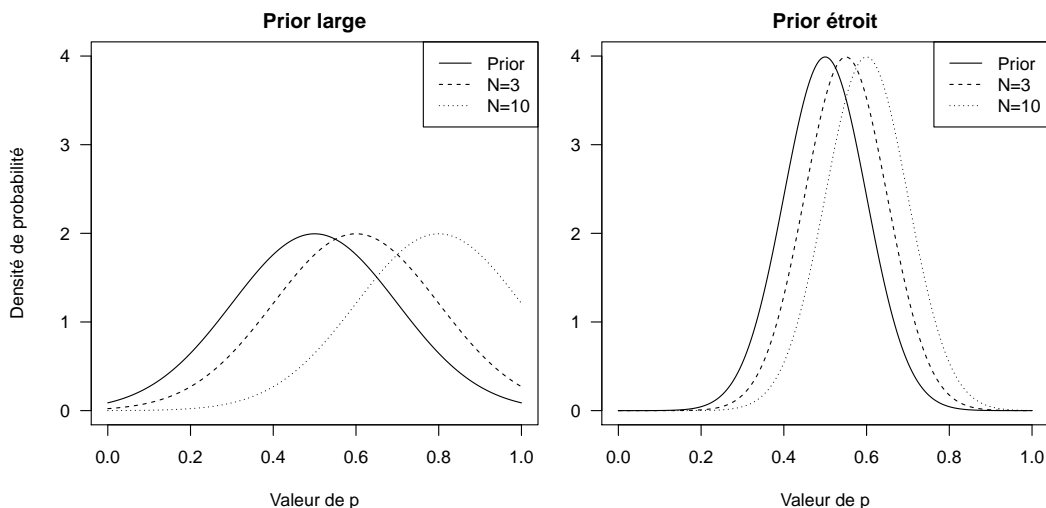 Prior large
Prior étroit
Densité de probabilité
4
3
2
1
0
Prior
N=3
N=10
0.0 0.2 0.4 0.6 0.8 1.0
Valeur de p
4
3
2
1
0
Prior
N=3
N=10
0.0 0.2 0.4 0.6 0.8 1.0
Valeur de p